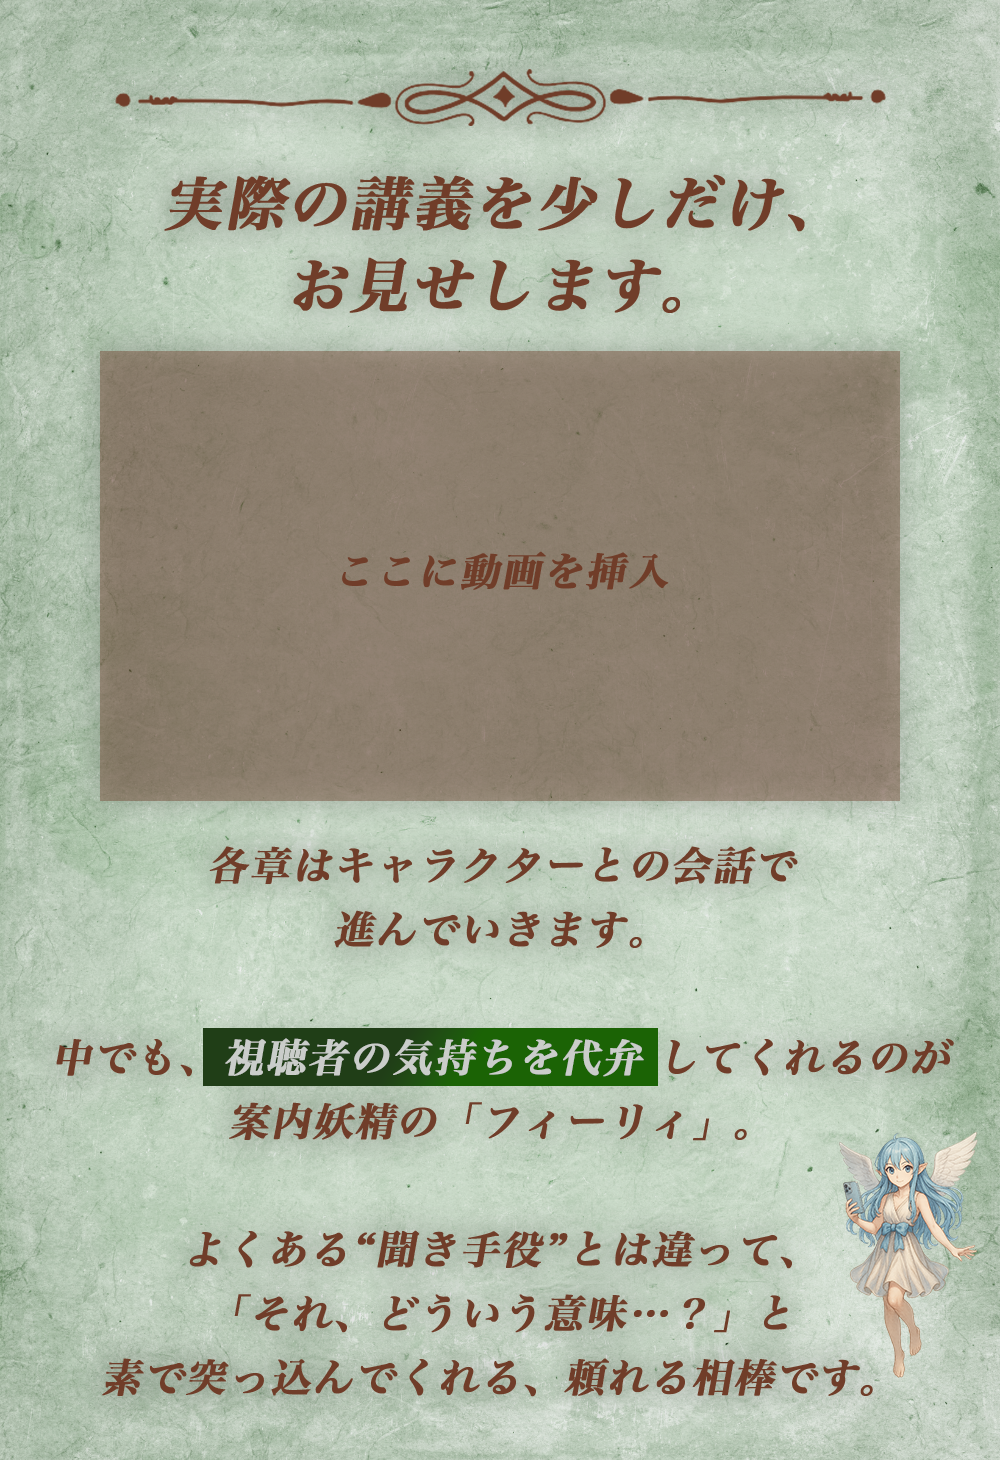 実際の講義を少しだけ、
お見せします。
ここに動画を挿入
各章はキャラクターとの会話で
進んでいきます。
中でも、視聴者の気持ちを代弁してくれるのが
案内妖精の「フィーリィ」。
よくある“聞き手役”とは違って、
「それ、どういう意味…？」と
素で突っ込んでくれる、頼れる相棒です。